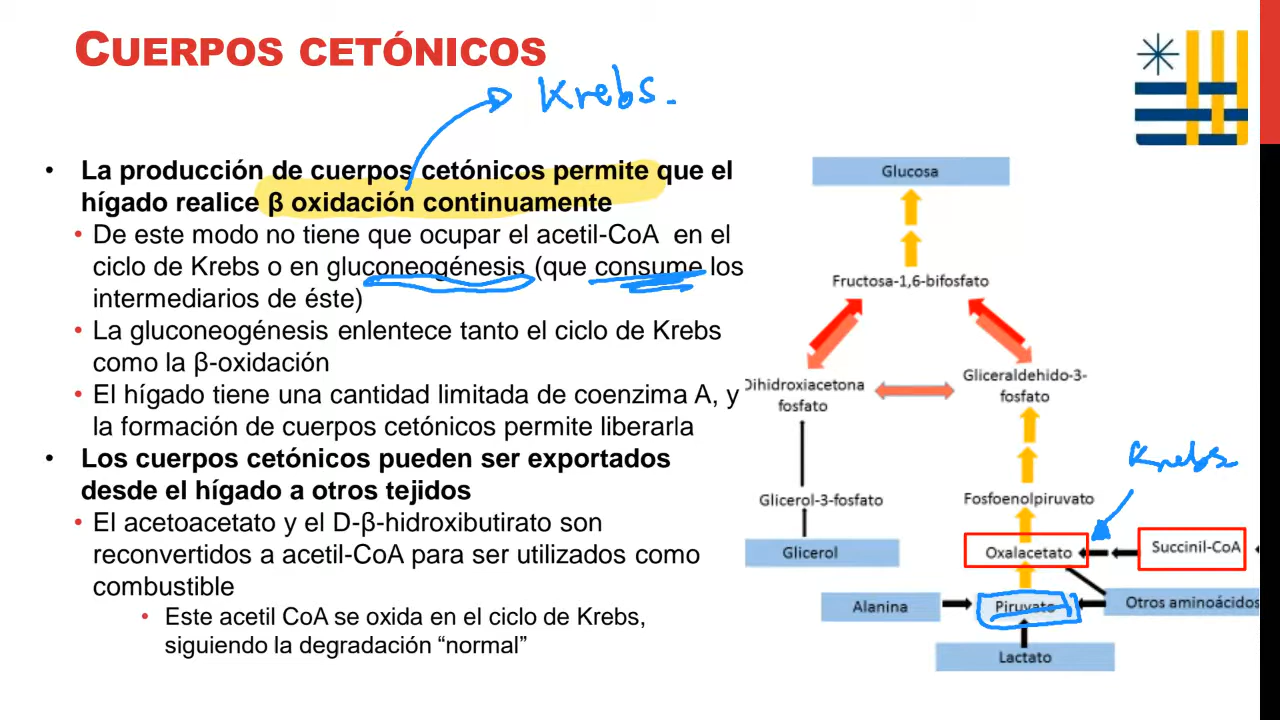 CUERPOS CETÓNICOS
Krebs.
• La producción de cuerpos cetónicos permite que el
hígado realice β oxidación continuamente
• De este modo no tiene que ocupar el acetil-CoA en el
ciclo de Krebs o en gluconeogénesis (que consume los
intermediarios de éste)
• La gluconeogénesis enlentece tanto el ciclo de Krebs
como la β-oxidación
• El hígado tiene una cantidad limitada de coenzima A, y
la formación de cuerpos cetónicos permite liberarla
• Los cuerpos cetónicos pueden ser exportados
desde el hígado a otros tejidos
• El acetoacetato y el D-β-hidroxibutirato son
reconvertidos a acetil-CoA para ser utilizados como
combustible
• Este acetil CoA se oxida en el ciclo de Krebs,
siguiendo la degradación “normal”
Glucosa
Fructosa-1,6-bifosfato
Dihidroxiacetona
fosfato
Gliceraldehido-3-
fosfato
Krebs
Glicerol-3-fosfato
Fosfoenolpiruvato
Glicerol
Oxalacetato
Succinil-CoA
Alanina
Piruvato
Otros aminoácidos
Lactato